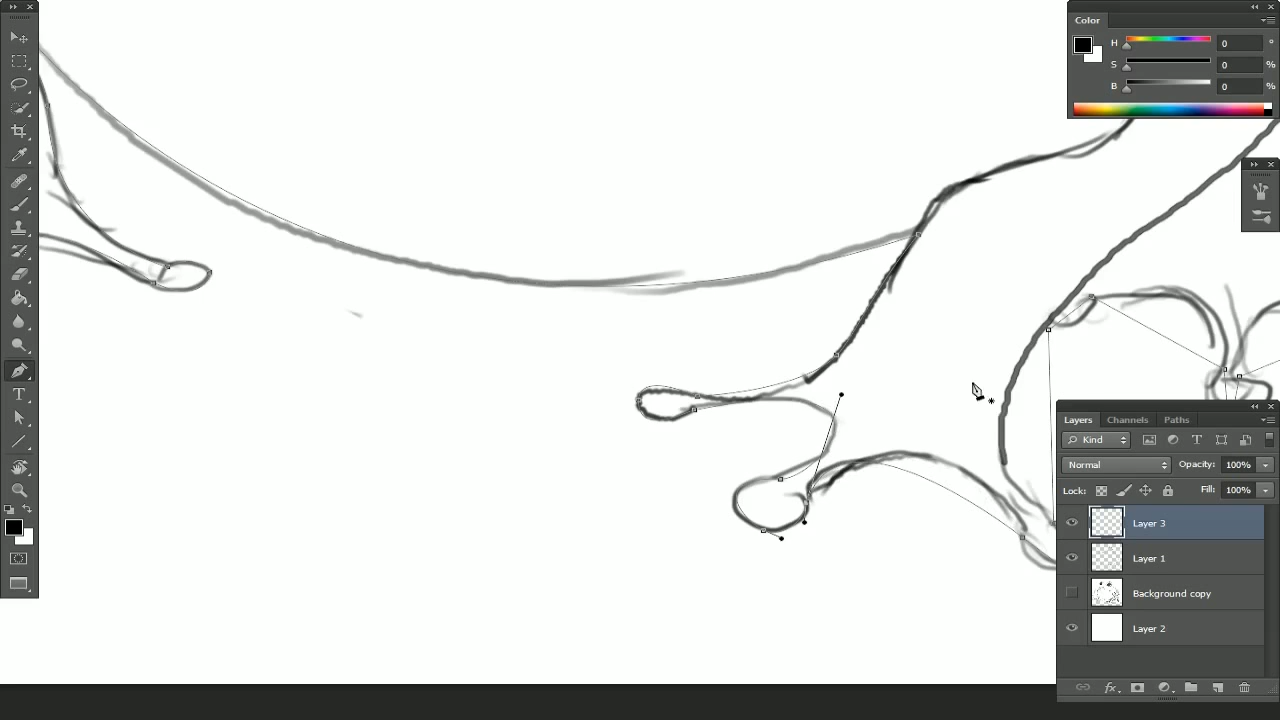 Color
H 0 °
S 0 %
B 0 %
T
Layers Channels Paths
Kind T
Normal Opacity: 100%
Lock: Fill: 100%
Layer 3
Layer 1
Background copy
Layer 2
fx